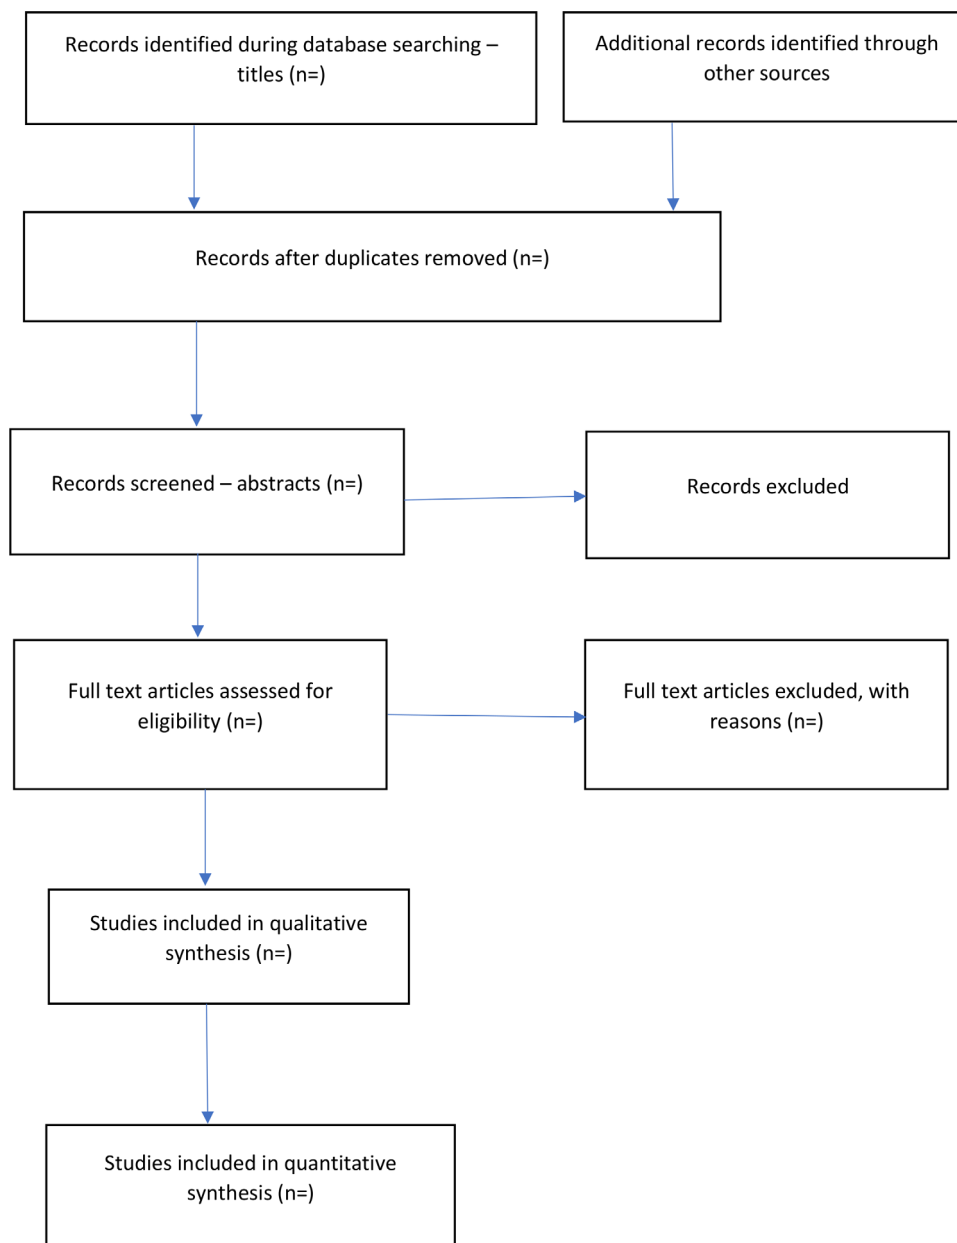 Records identified during database searching –
titles (n=)
Additional records identified through
other sources
Records after duplicates removed (n=)
Records screened – abstracts (n=)
Records excluded
Full text articles assessed for
eligibility (n=)
Full text articles excluded, with
reasons (n=)
Studies included in qualitative
synthesis (n=)
Studies included in quantitative
synthesis (n=)